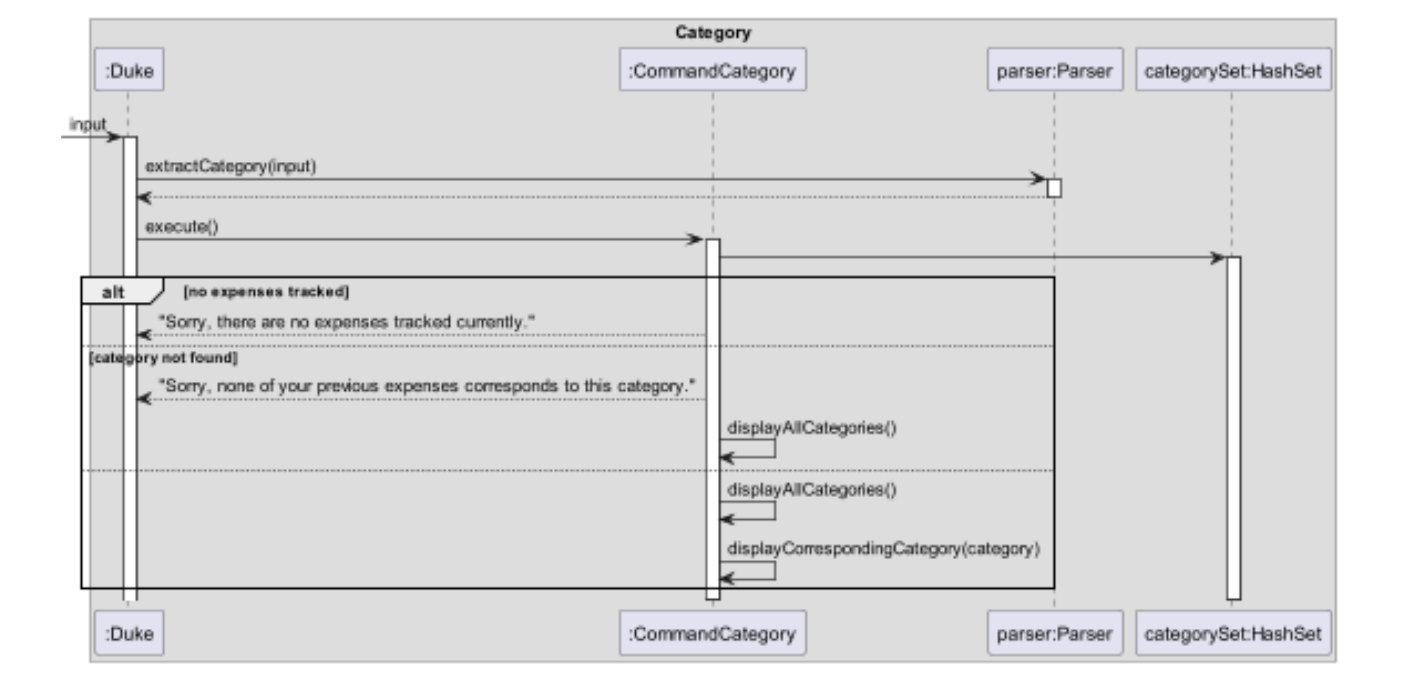 Category
:Duke
:CommandCategory
parser:Parser
categorySet:HashSet
input
extractCategory(input)
execute()
alt
[no expenses tracked]
"Sorry, there are no expenses tracked currently."
[category not found]
"Sorry, none of your previous expenses corresponds to this category."
displayAllCategories()
displayAllCategories()
displayCorrespondingCategory(category)
:Duke
:CommandCategory
parser:Parser
categorySet:HashSet